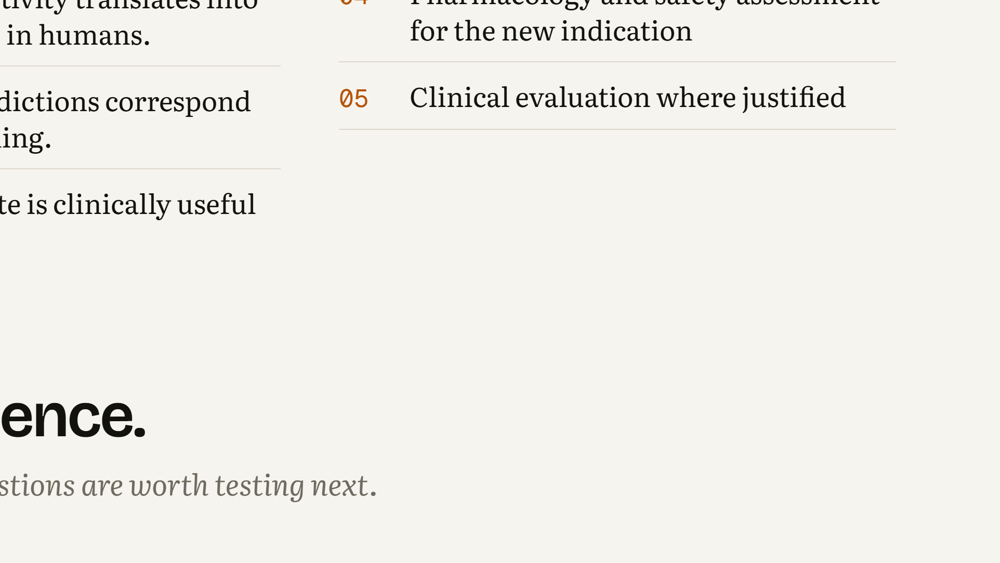 tivity translates into
in humans.
dictions correspond
ing.
te is clinically useful
04 Pharmacology and safety assessment
for the new indication
05 Clinical evaluation where justified
ence.
stions are worth testing next.